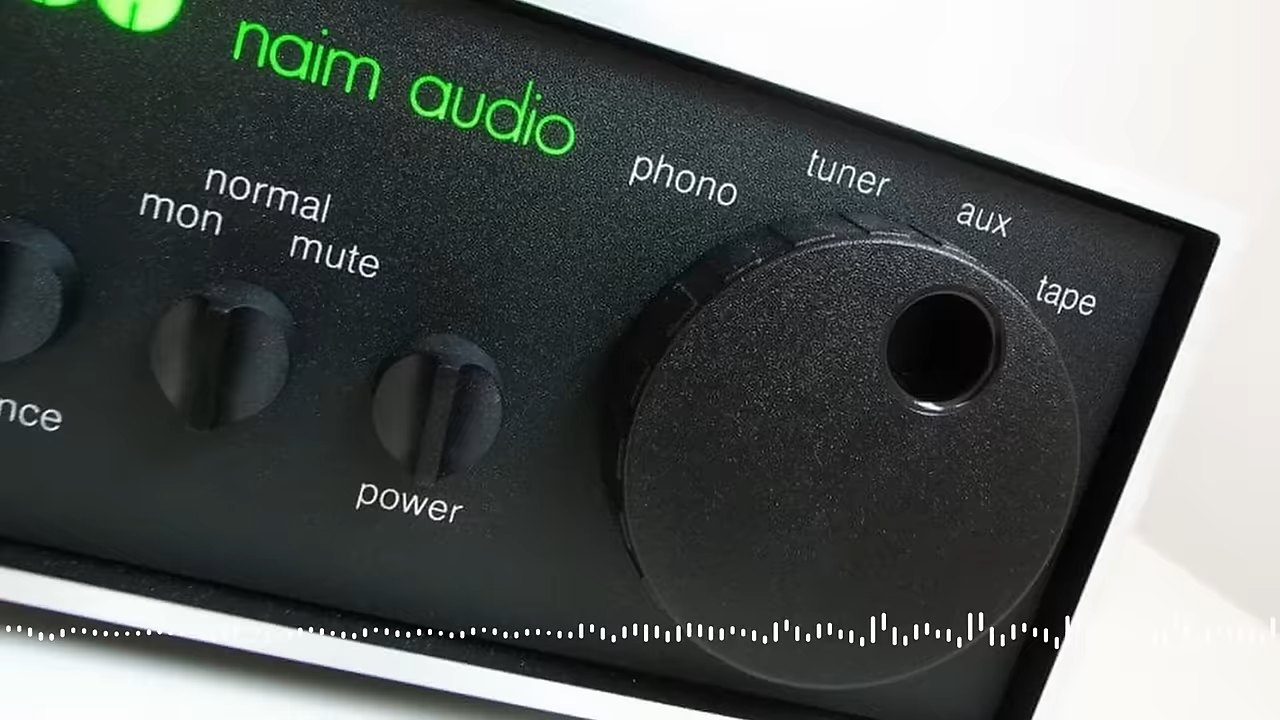 naim audio
phono
tuner
aux
tape
normal
mon
mute
power